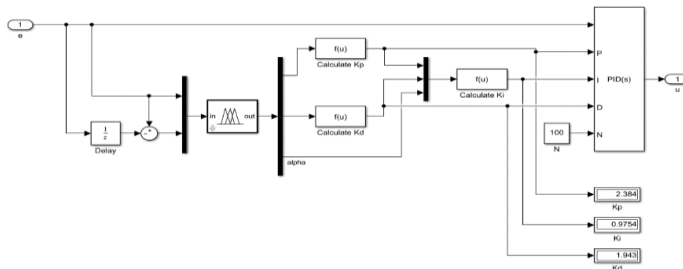 1
e
1
z
Delay
-
+
in
out
f(u)
Calculate Kp
f(u)
Calculate Kd
alpha
f(u)
Calculate Ki
100
N
P
I
D
N
PID(s)
1
u
2.384
Kp
0.9754
Ki
1.943
Kd